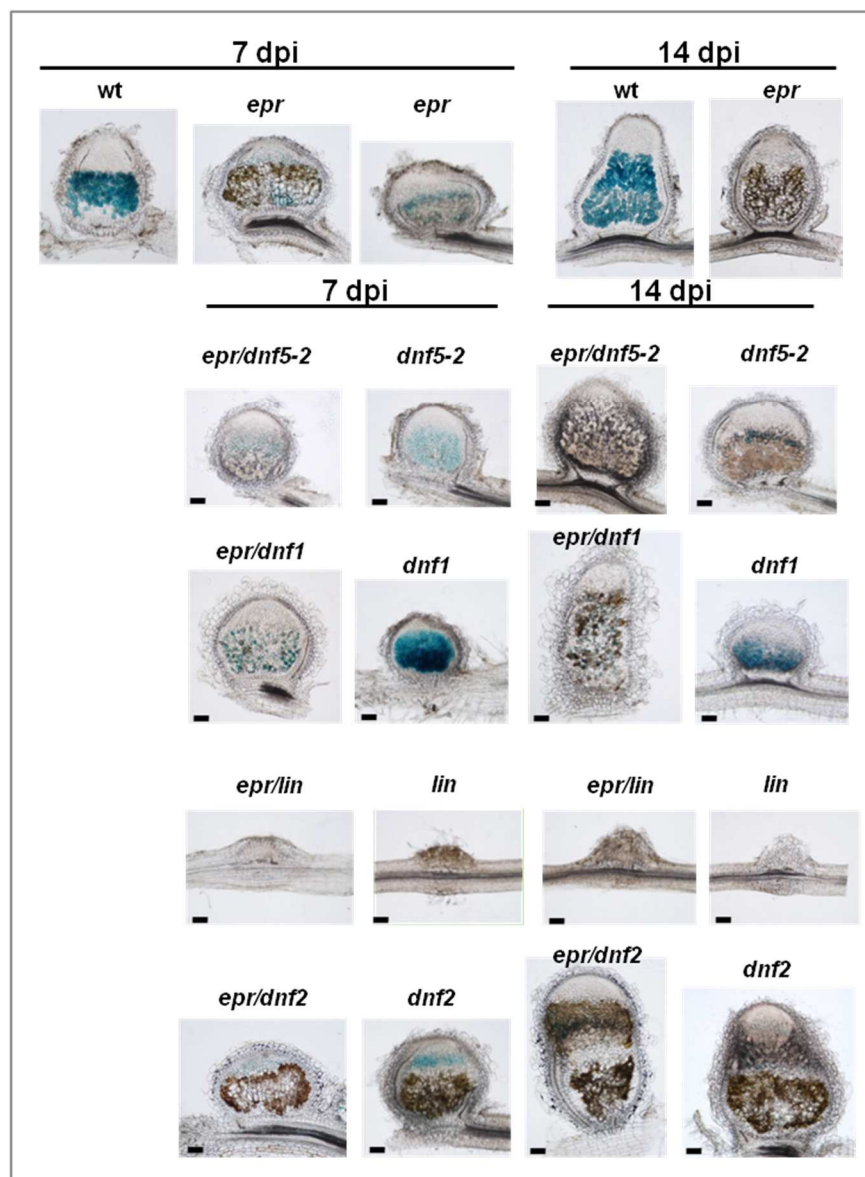 7 dpi 14 dpi
wt epr epr wt epr
7 dpi 14 dpi
epr/dnf5-2 dnf5-2 epr/dnf5-2 dnf5-2
epr/dnf1 dnf1 epr/dnf1 dnf1
epr/lin lin epr/lin lin
epr/dnf2 dnf2 epr/dnf2 dnf2